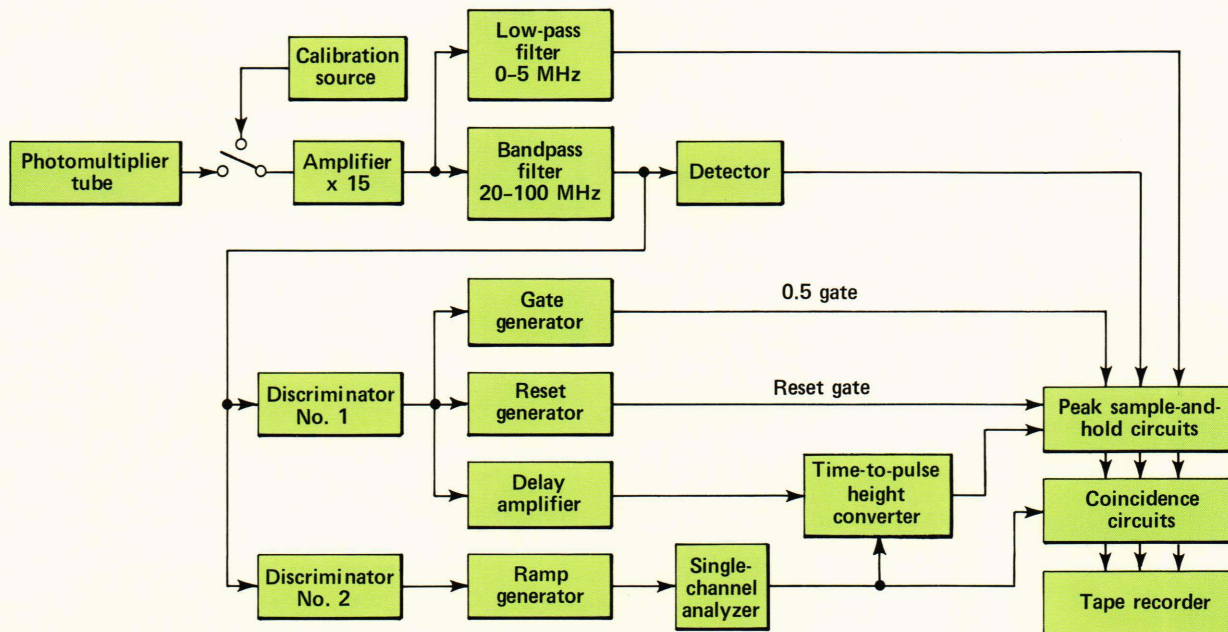 Low-pass
filter
0–5 MHz
Calibration
source
Photomultiplier
tube
Amplifier
x 15
Bandpass
filter
20–100 MHz
Detector
Gate
generator
0.5 gate
Discriminator
No. 1
Reset
generator
Reset gate
Peak sample-and-
hold circuits
Delay
amplifier
Time-to-pulse
height
converter
Coincidence
circuits
Discriminator
No. 2
Ramp
generator
Single-
channel
analyzer
Tape recorder